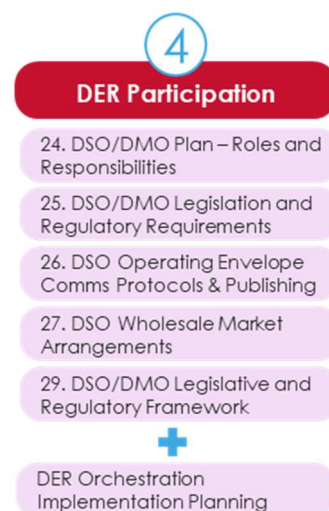 4
DER Participation
24. DSO/DMO Plan – Roles and
Responsibilities
25. DSO/DMO Legislation and
Regulatory Requirements
26. DSO Operating Envelope
Comms Protocols & Publishing
27. DSO Wholesale Market
Arrangements
29. DSO/DMO Legislative and
Regulatory Framework
+
DER Orchestration
Implementation Planning